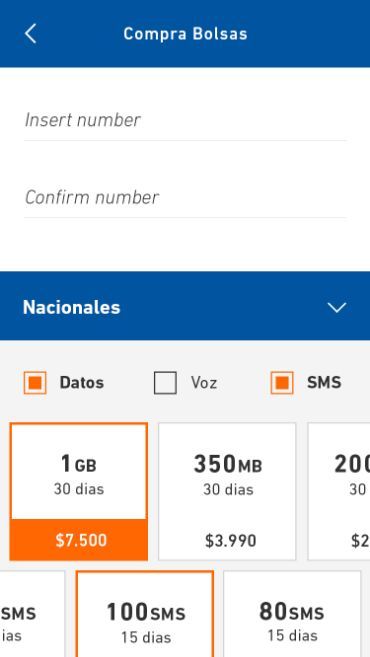 Compra Bolsas
Insert number
Confirm number
Nacionales
Datos Voz SMS
1GB 350MB 200
30 dias 30 dias 30
$7.500 $3.990 $2
SMS 100SMS 80SMS
ias 15 dias 15 dias